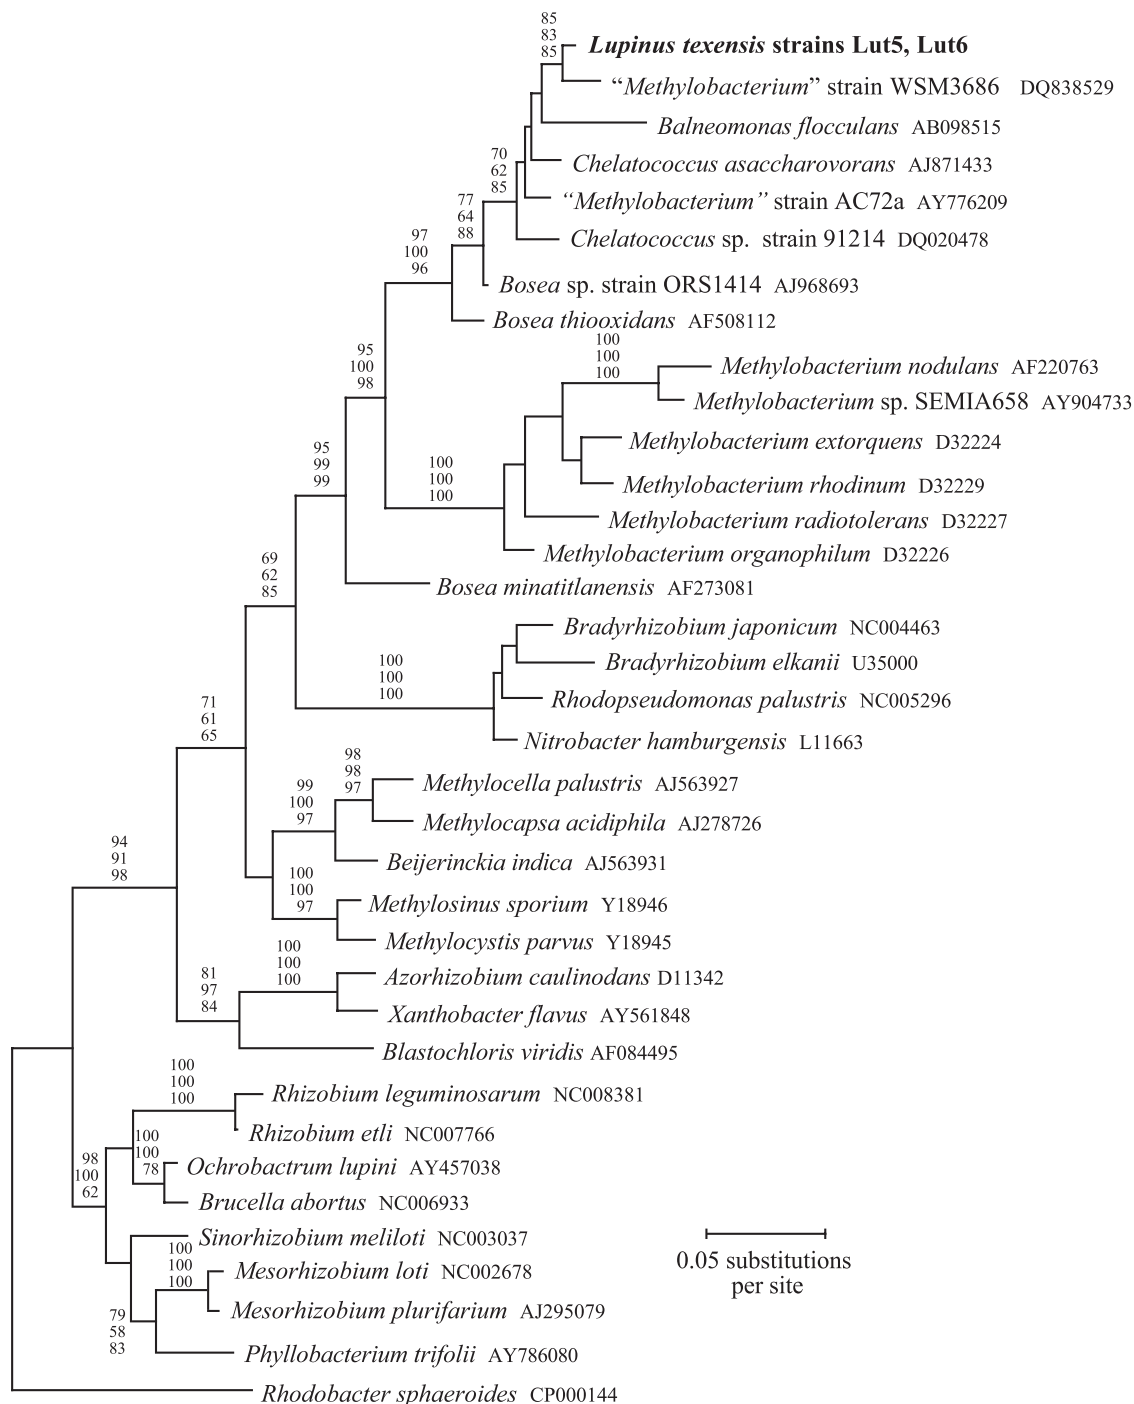 85
83
85
Lupinus texensis strains Lut5, Lut6
“Methylobacterium” strain WSM3686 DQ838529
Balneomonas flocculans AB098515
Chelatococcus asaccharovorans AJ871433
70
62
85
“Methylobacterium” strain AC72a AY776209
77
64
88
Chelatococcus sp. strain 91214 DQ020478
97
100
96
Bosea sp. strain ORS1414 AJ968693
Bosea thiooxidans AF508112
100
100
100
95
100
98
Methylobacterium nodulans AF220763
Methylobacterium sp. SEMIA658 AY904733
Methylobacterium extorquens D32224
95
99
99
100
100
100
Methylobacterium rhodinum D32229
Methylobacterium radiotolerans D32227
Methylobacterium organophilum D32226
69
62
85
Bosea minatitlanensis AF273081
Bradyrhizobium japonicum NC004463
Bradyrhizobium elkanii U35000
100
100
100
Rhodopseudomonas palustris NC005296
71
61
65
Nitrobacter hamburgensis L11663
98
98
97
Methylocella palustris AJ563927
99
100
97
Methylocapsa acidiphila AJ278726
94
91
98
Beijerinckia indica AJ563931
100
100
97
Methylosinus sporium Y18946
Methylocystis parvus Y18945
100
100
100
81
97
84
Azorhizobium caulinodans D11342
Xanthobacter flavus AY561848
Blastochloris viridis AF084495
100
100
100
Rhizobium leguminosarum NC008381
Rhizobium etli NC007766
100
100
78
98
100
62
Ochrobactrum lupini AY457038
Brucella abortus NC006933
Sinorhizobium meliloti NC003037
100
100
100
Mesorhizobium loti NC002678
Mesorhizobium plurifarium AJ295079
79
58
83
Phyllobacterium trifolii AY786080
Rhodobacter sphaeroides CP000144
0.05 substitutions
per site